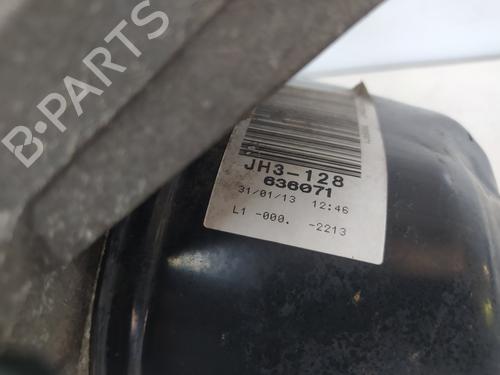 B-PARTS
JH3-128
636071
31/01/13 12:46
L1 -000. -2213